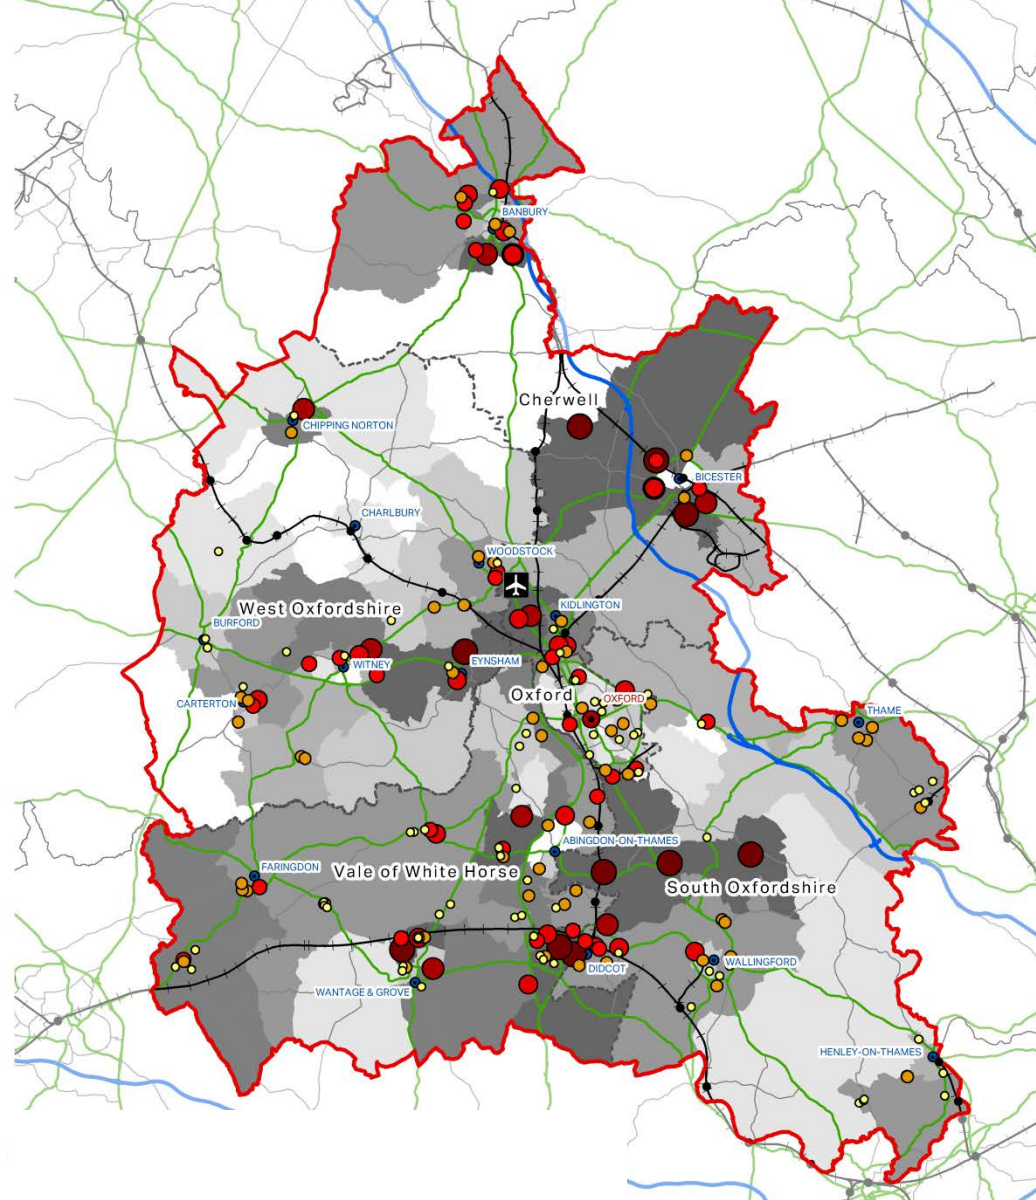 BANBURY
Cherwell
CHIPPING NORTON
BICESTER
CHARLBURY
WOODSTOCK
West Oxfordshire
KIDLINGTON
BURFORD
WITNEY
EYNSHAM
Oxford
OXFORD
CARTERTON
THAME
ABINGDON-ON-THAMES
FARINGDON
Vale of White Horse
South Oxfordshire
DIDCOT
WALLINGFORD
WANTAGE & GROVE
HENLEY-ON-THAMES